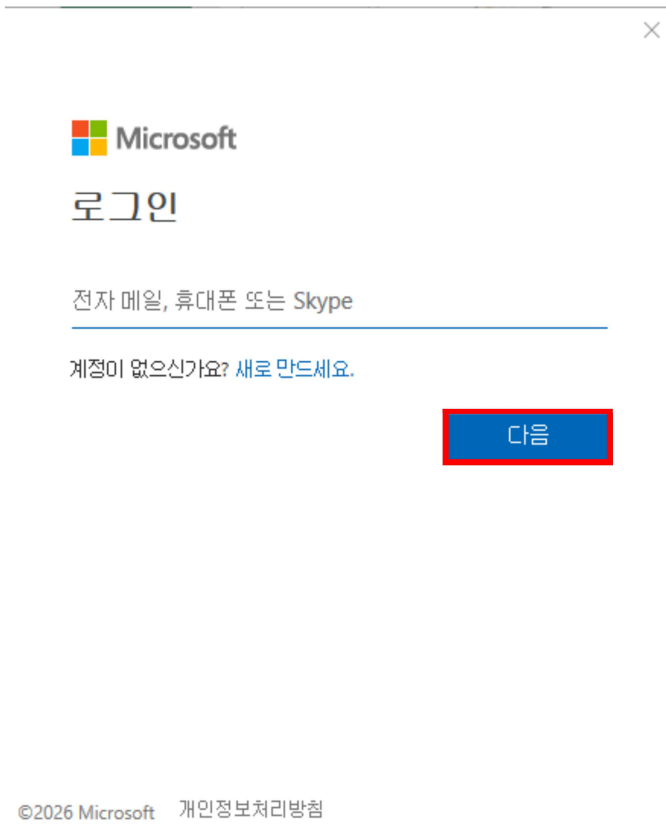 Microsoft
로그인
전자 메일, 휴대폰 또는 Skype
계정이 없으신가요? 새로 만드세요.
다음
©2026 Microsoft 개인정보처리방침